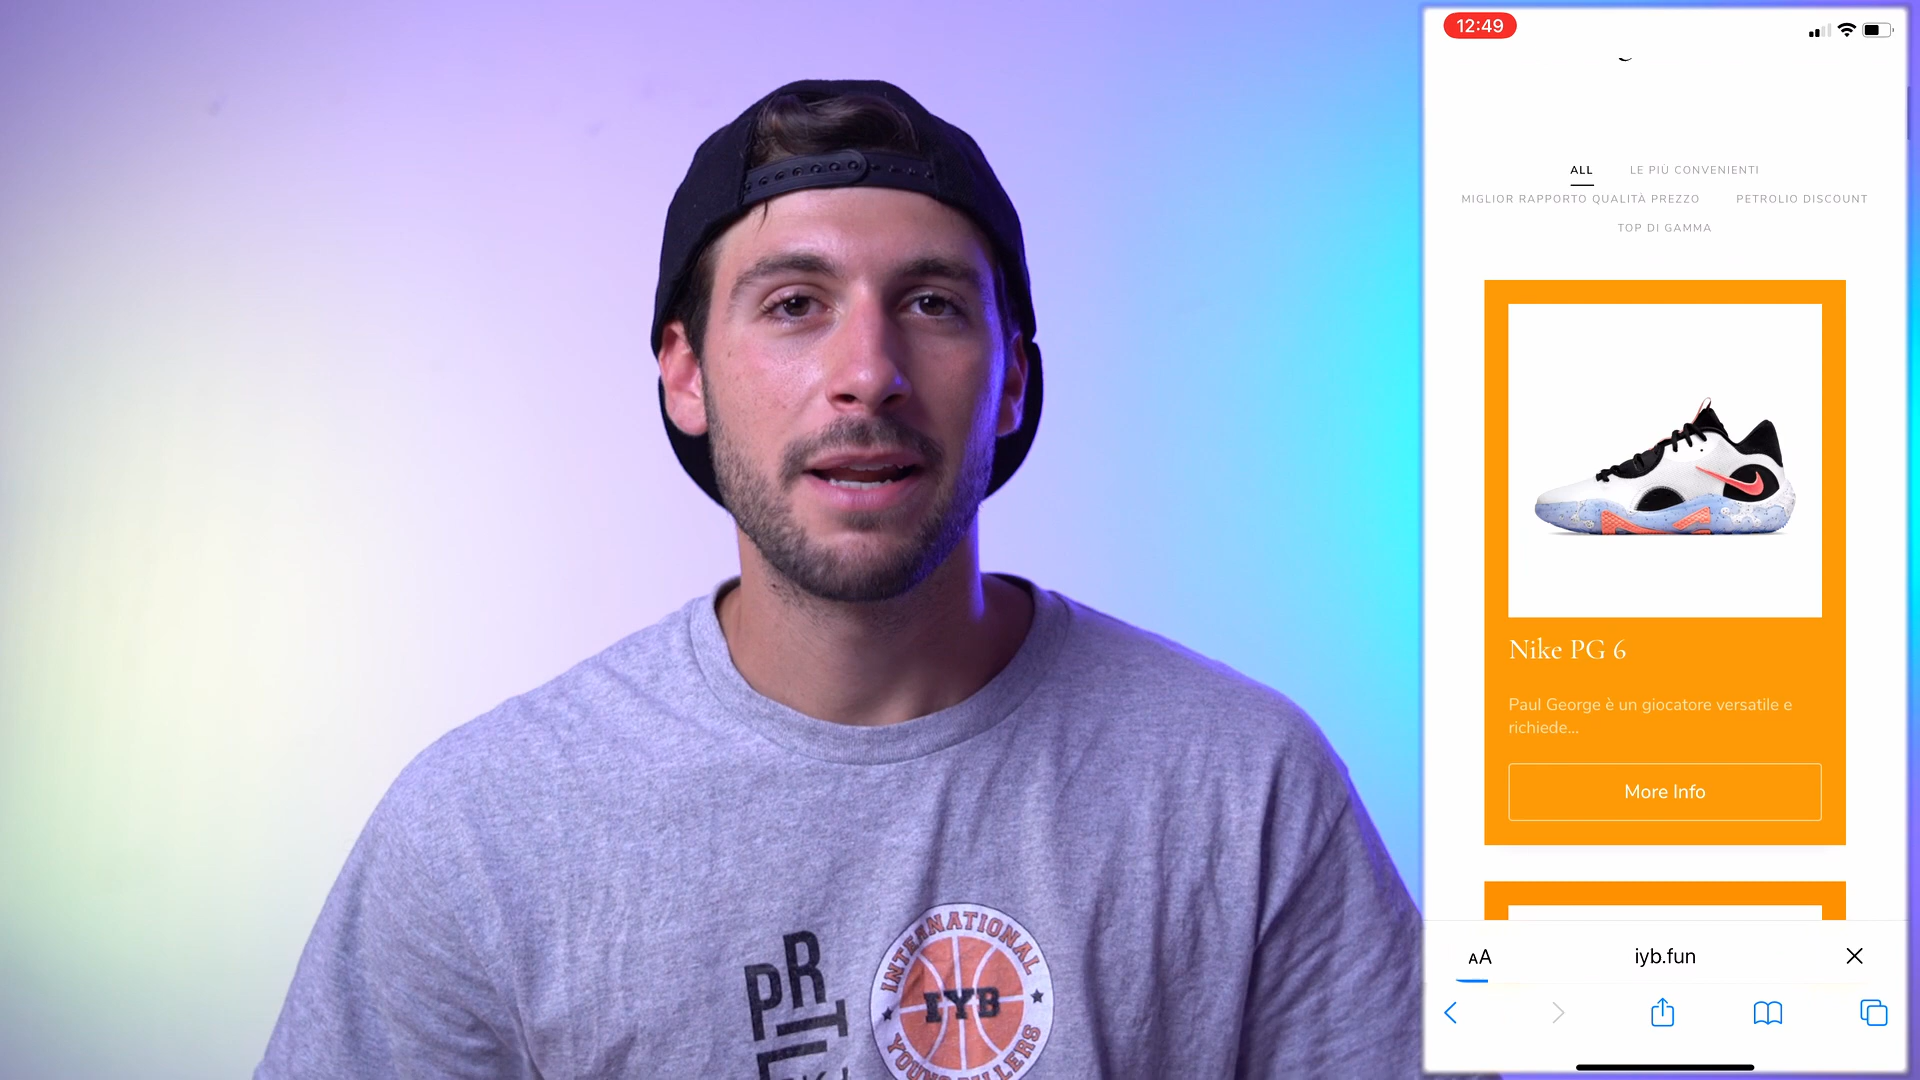 12:49
ALL
LE PIÙ CONVENIENTI
MIGLIOR RAPPORTO QUALITÀ PREZZO
PETROLIO DISCOUNT
TOP DI GAMMA
Nike PG 6
Paul George è un giocatore versatile e
richiede...
More Info
AA
iyb.fun
PR
INTERNATIONAL
IYB